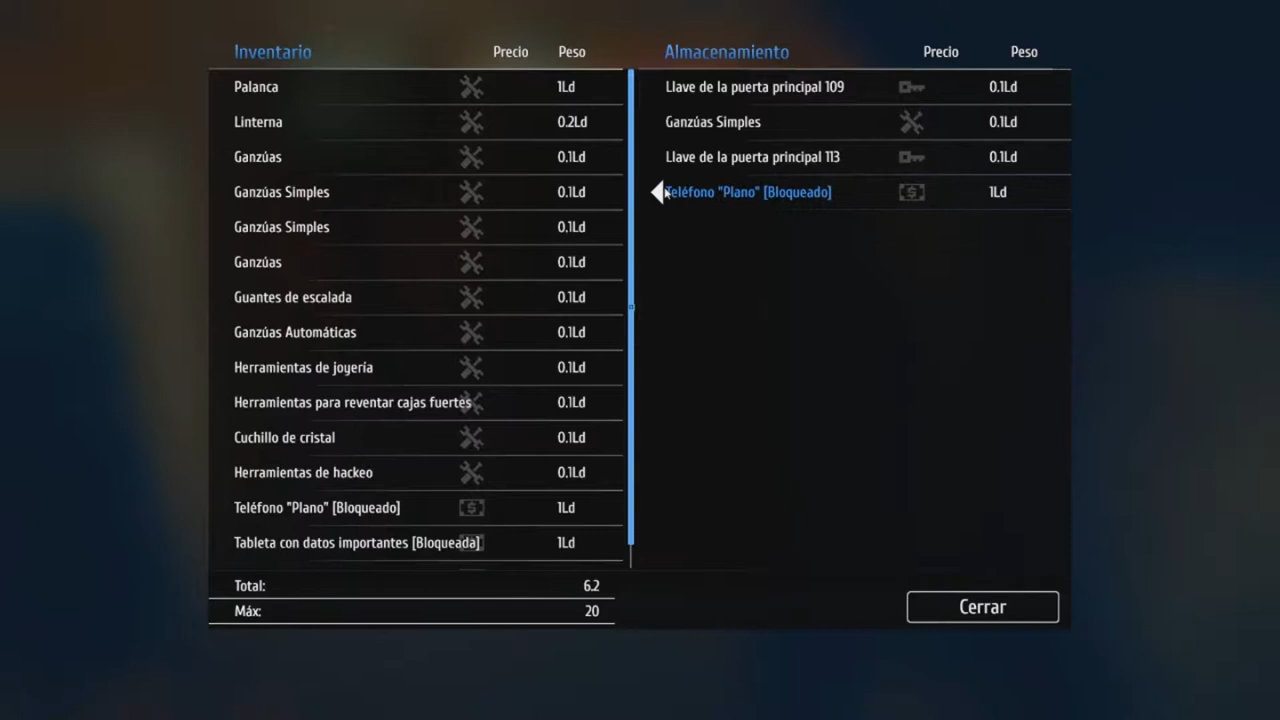 Inventario Precio Peso
Palanca 1Ld
Linterna 0.2Ld
Ganzúas 0.1Ld
Ganzúas Simples 0.1Ld
Ganzúas Simples 0.1Ld
Ganzúas 0.1Ld
Guantes de escalada 0.1Ld
Ganzúas Automáticas 0.1Ld
Herramientas de joyería 0.1Ld
Herramientas para reventar cajas fuertes 0.1Ld
Cuchillo de cristal 0.1Ld
Herramientas de hackeo 0.1Ld
Teléfono "Plano" [Bloqueado] 1Ld
Tableta con datos importantes [Bloqueada] 1Ld
Total: 6.2
Máx: 20
Almacenamiento Precio Peso
Llave de la puerta principal 109 0.1Ld
Ganzúas Simples 0.1Ld
Llave de la puerta principal 113 0.1Ld
Teléfono "Plano" [Bloqueado] 1Ld
Cerrar